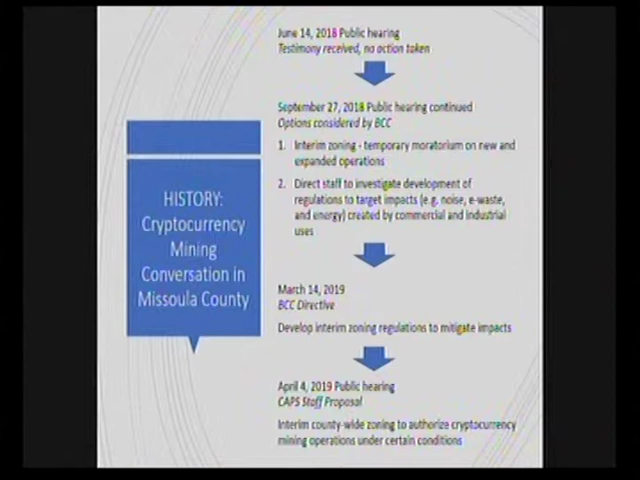 HISTORY:
Cryptocurrency
Mining
Conversation in
Missoula County
June 14, 2018 Public hearing
Testimony received, no action taken
September 27, 2018 Public hearing continued
Options considered by BCC
1. Interim zoning - temporary moratorium on new and
expanded operations
2. Direct staff to investigate development of
regulations to target impacts (e.g. noise, e-waste,
and energy) created by commercial and industrial
uses
March 14, 2019
BCC Directive
Develop interim zoning regulations to mitigate impacts
April 4, 2019 Public hearing
CAPS Staff Proposal
Interim county-wide zoning to authorize cryptocurrency
mining operations under certain conditions